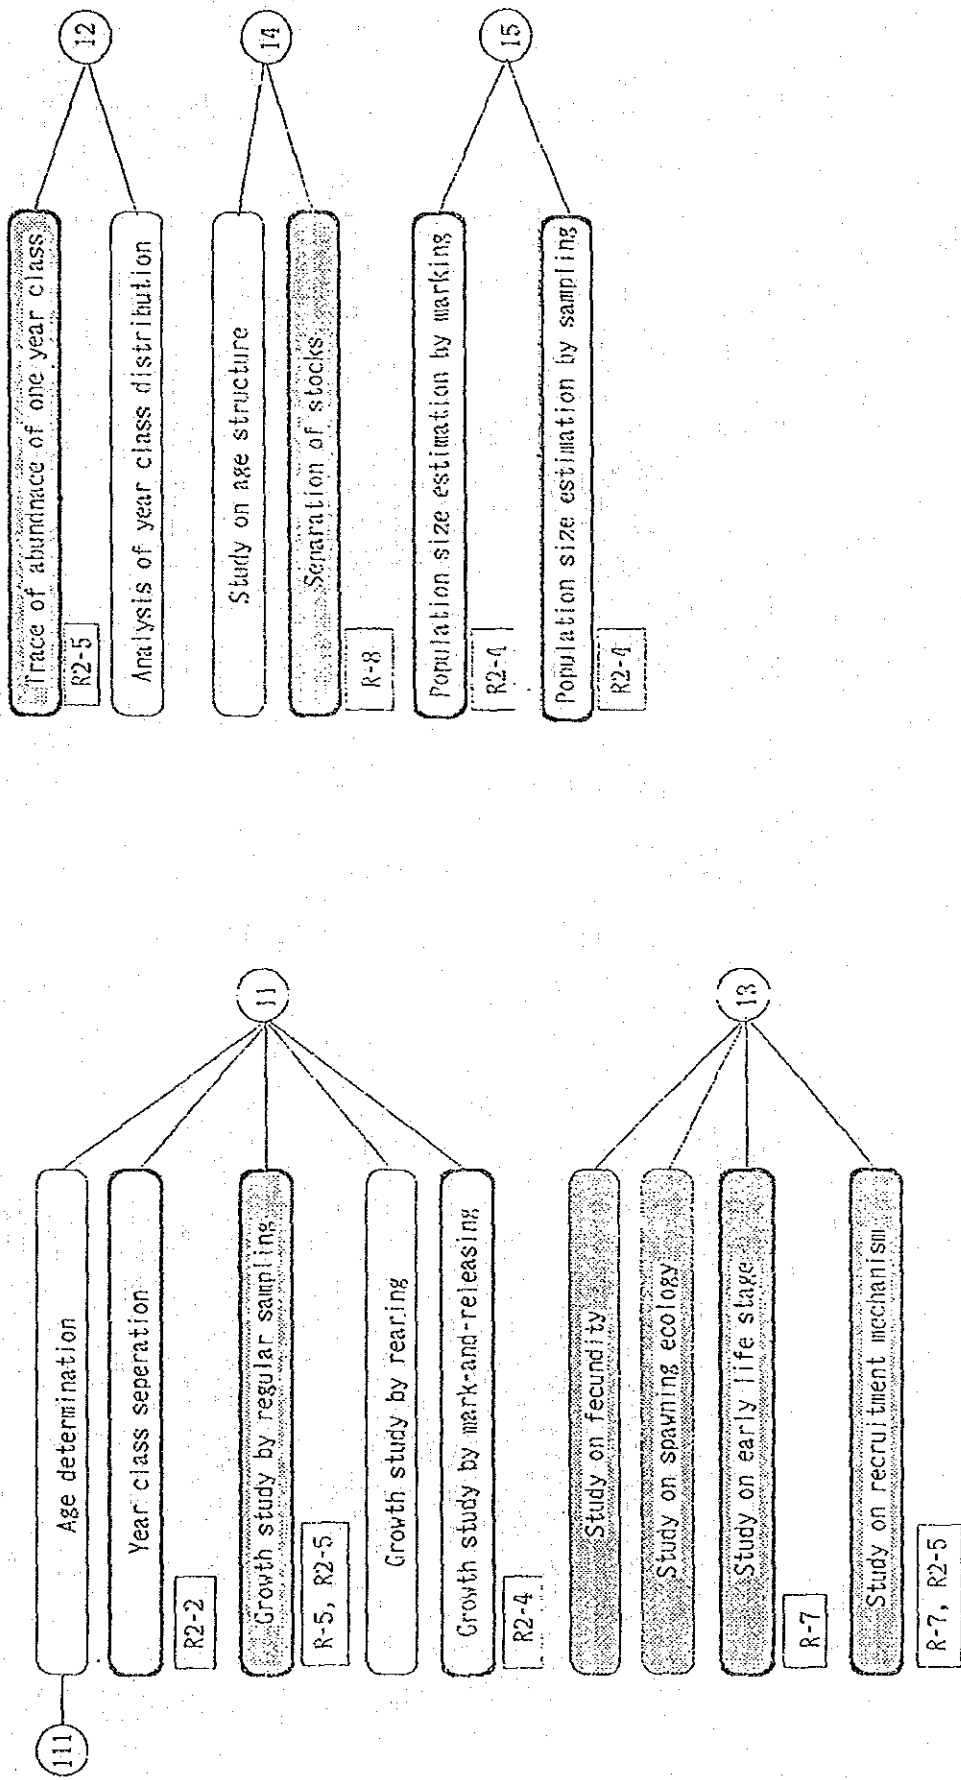 111
Age determination
Year class seperation
R2-2
Growth study by regular sampling
R-5, R2-5
Growth study by rearing
Growth study by mark-and-releasing
R2-4
11
Study on fecundity
Study on spawning ecology
Study on early life stage
R-7
Study on recruitment mechanism
R-7, R2-5
13
Trace of abundnace of one year class
R2-5
Analysis of year class distribution
12
Study on age structure
Separation of stocks
R-8
14
Population size estimation by marking
R2-4
Population size estimation by sampling
R2-4
15